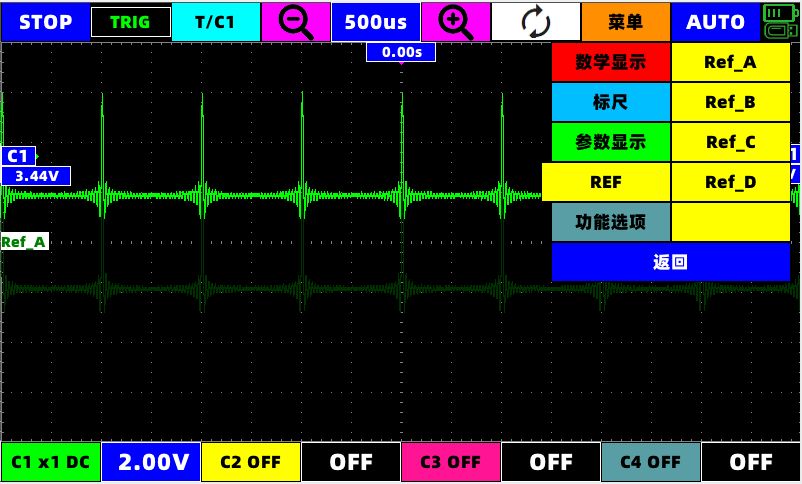 STOP TRIG T/C1 500us 菜单 AUTO
0.00s
数学显示 Ref_A
标尺 Ref_B
参数显示 Ref_C
C1
3.44V
REF Ref_D
功能选项
Ref_A
返回
C1 x1 DC 2.00V C2 OFF OFF C3 OFF OFF C4 OFF OFF